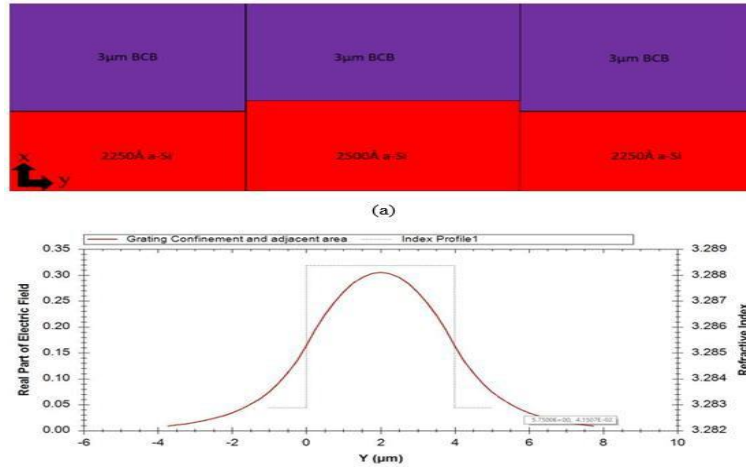 3µm BCB 3µm BCB 3µm BCB
2250Å a-Si 2500Å a-Si 2250Å a-Si
x
y
(a)
Grating Confinement and adjacent area Index Profile1
0.35 3.289
0.30 3.288
3.287
0.25
3.286
0.20
3.285
0.15
0.10 3.284
0.05 3.283
0.00 3.282
-6 -4 -2 0 2 4 6 8 10
Y (µm)
Real Part of Electric Field
Refractive Index